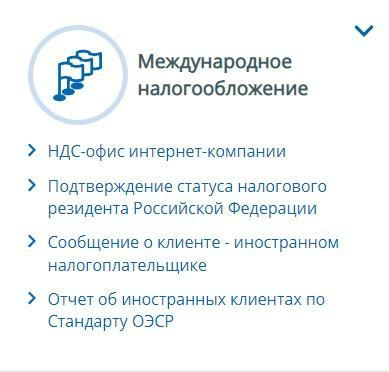 Международное
налогообложение
НДС-офис интернет-компании
Подтверждение статуса налогового
резидента Российской Федерации
Сообщение о клиенте - иностранном
налогоплательщике
Отчет об иностранных клиентах по
Стандарту ОЭСР